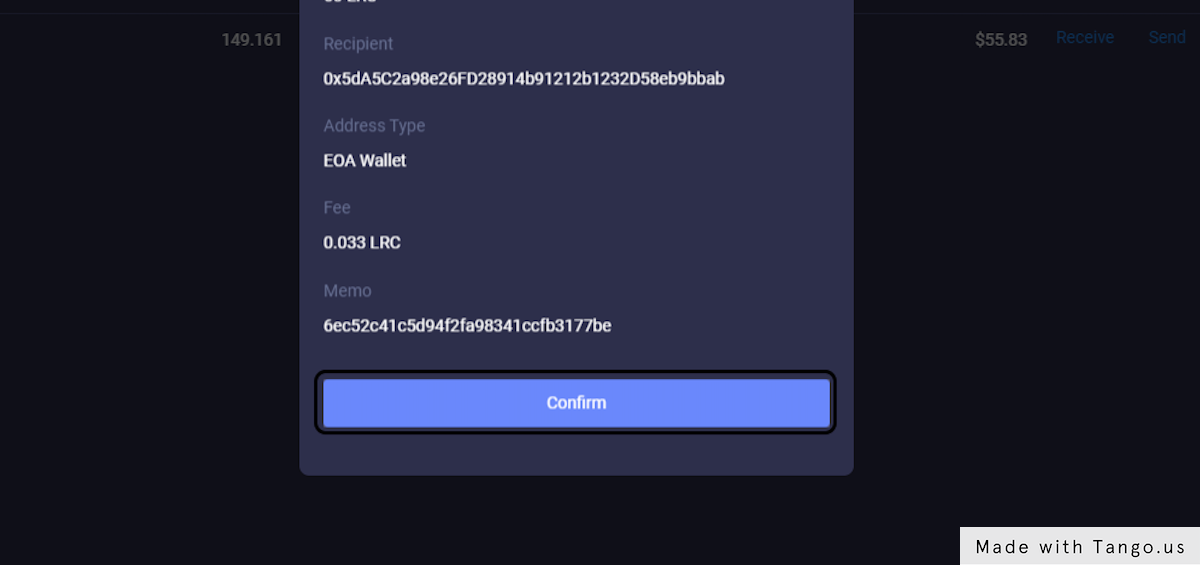 149.161
$55.83
Receive
Send
Recipient
0x5dA5C2a98e26FD28914b91212b1232D58eb9bbab
Address Type
EOA Wallet
Fee
0.033 LRC
Memo
6ec52c41c5d94f2fa98341ccfb3177be
Confirm
Made with Tango.us